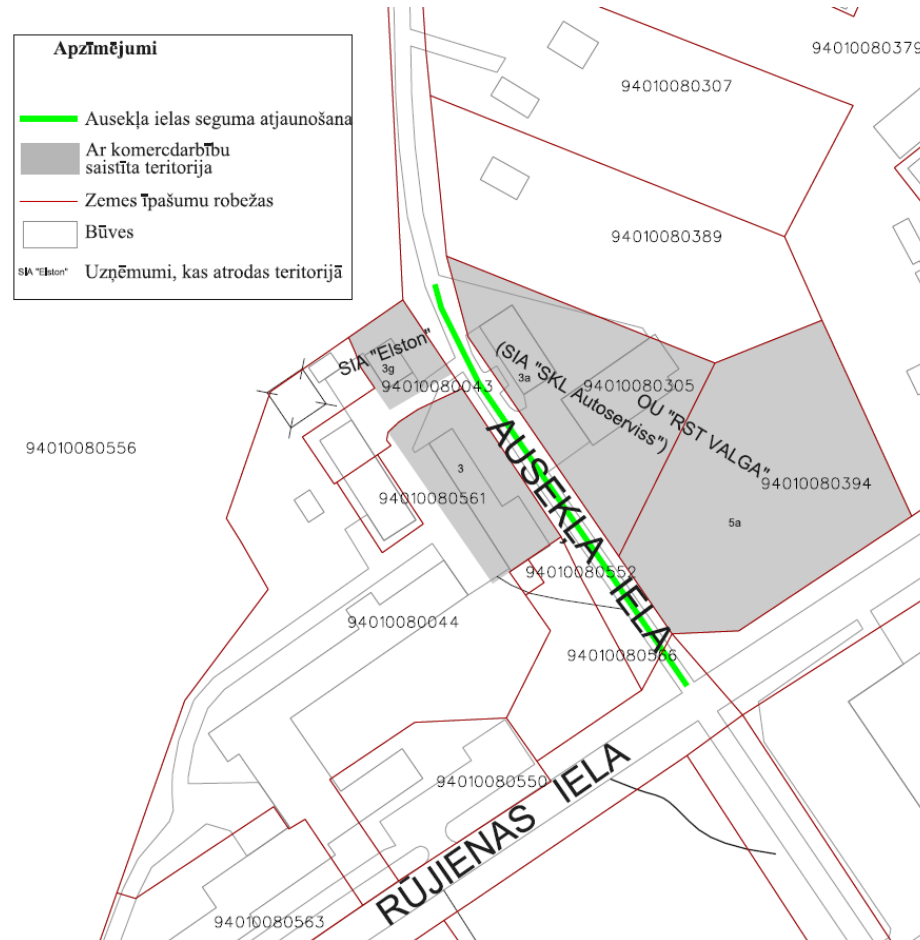 Apzīmējumi
Ausekļa ielas seguma atjaunošana
Ar komercdarbību
saistīta teritorija
Zemes īpašumu robežas
Būves
SIA "Elston" Uzņēmumi, kas atrodas teritorijā
94010080379
94010080307
94010080389
SIA "Elston"
3g
94010080043
3a
(SIA "SKL Autoserviss")
94010080305
OU "RST VALGA"
94010080394
5a
94010080556
3
94010080561
AUSEKĻA IELA
94010080552
94010080044
94010080566
94010080550
RŪJIENAS IELA
94010080563